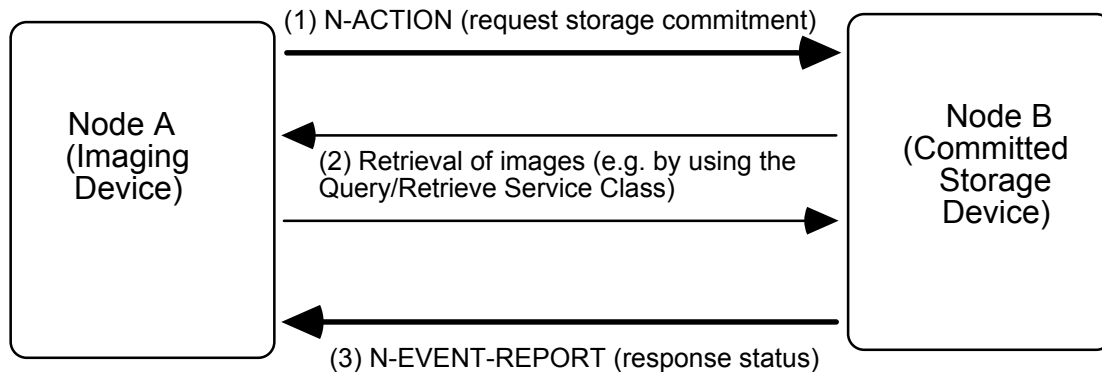 (1) N-ACTION (request storage commitment)
Node A
(Imaging
Device)
Node B
(Committed
Storage
Device)
(2) Retrieval of images (e.g. by using the
Query/Retrieve Service Class)
(3) N-EVENT-REPORT (response status)